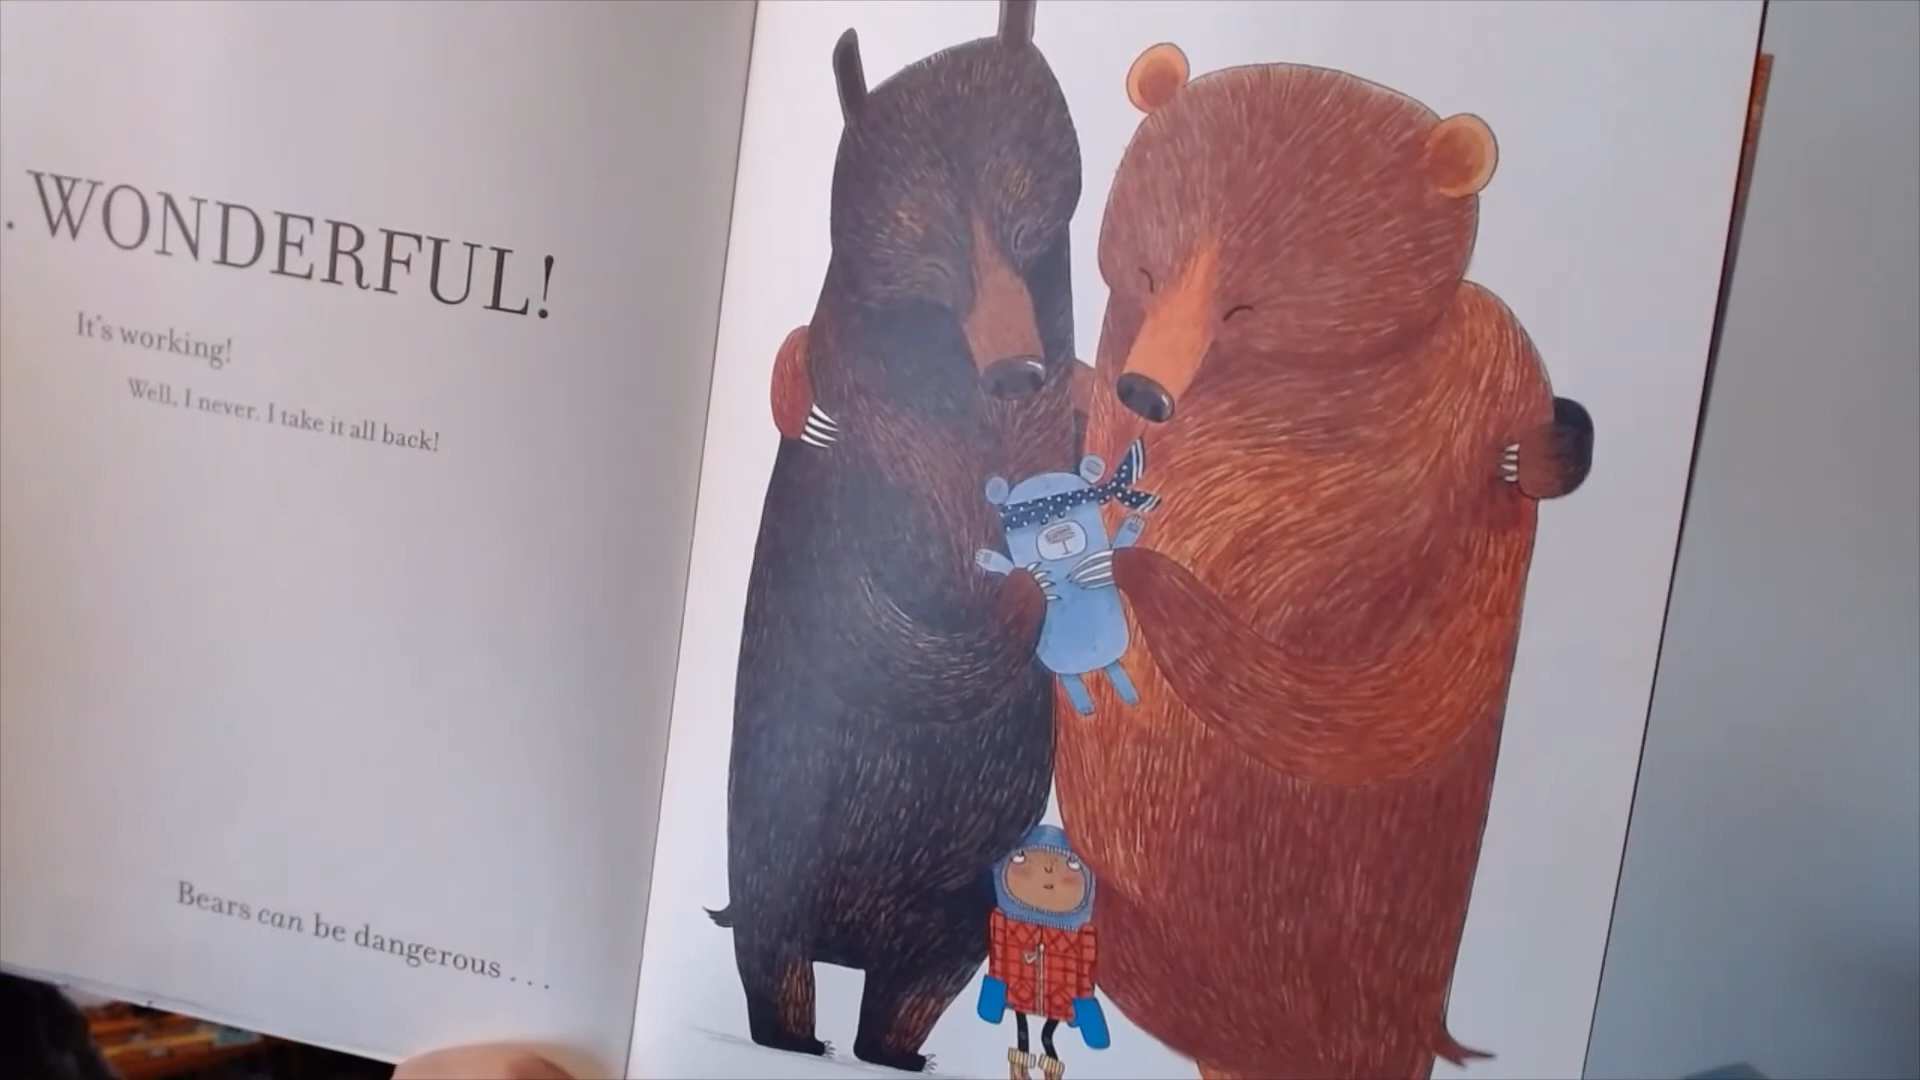 . WONDERFUL!
It's working!
Well, I never. I take it all back!
Bears can be dangerous . . .